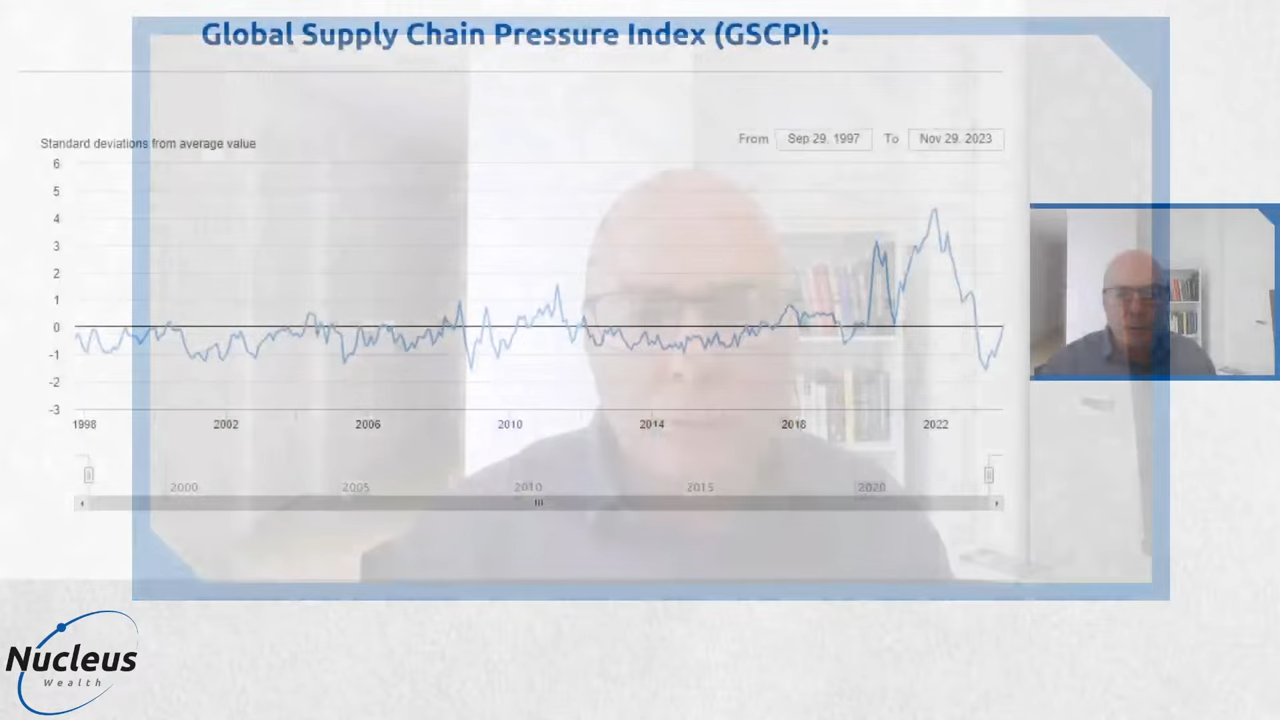 Global Supply Chain Pressure Index (GSCPI):
Standard deviations from average value
From Sep 29, 1997 To Nov 29, 2023
6
5
4
3
2
1
0
-1
-2
-3
1998 2002 2006 2010 2014 2018 2022
2000 2005 2010 2015 2020
Nucleus
Wealth